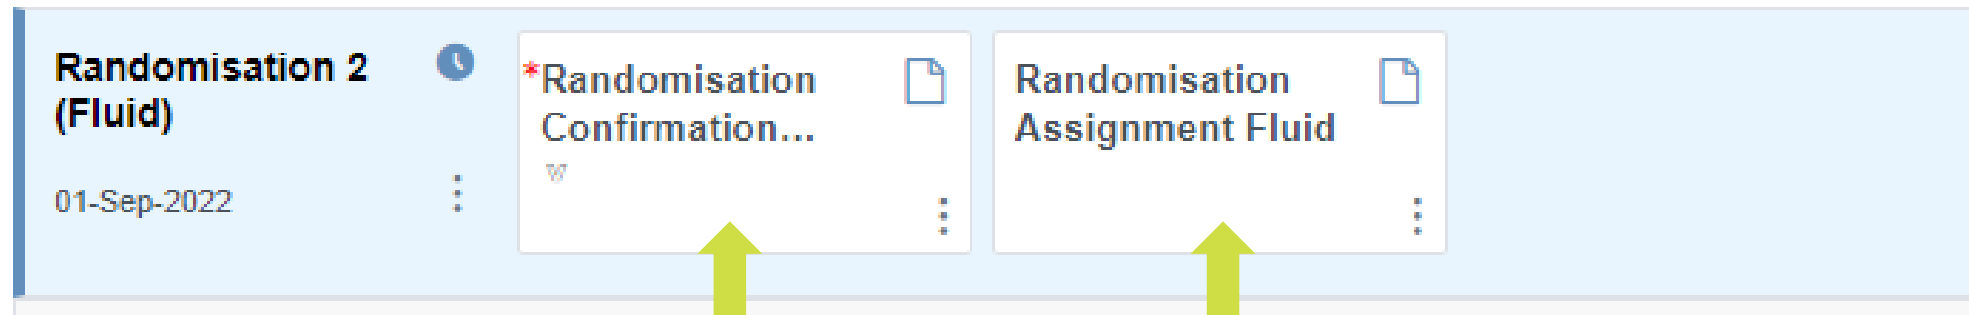 Randomisation 2
(Fluid)
01-Sep-2022
*Randomisation
Confirmation...
W
Randomisation
Assignment Fluid